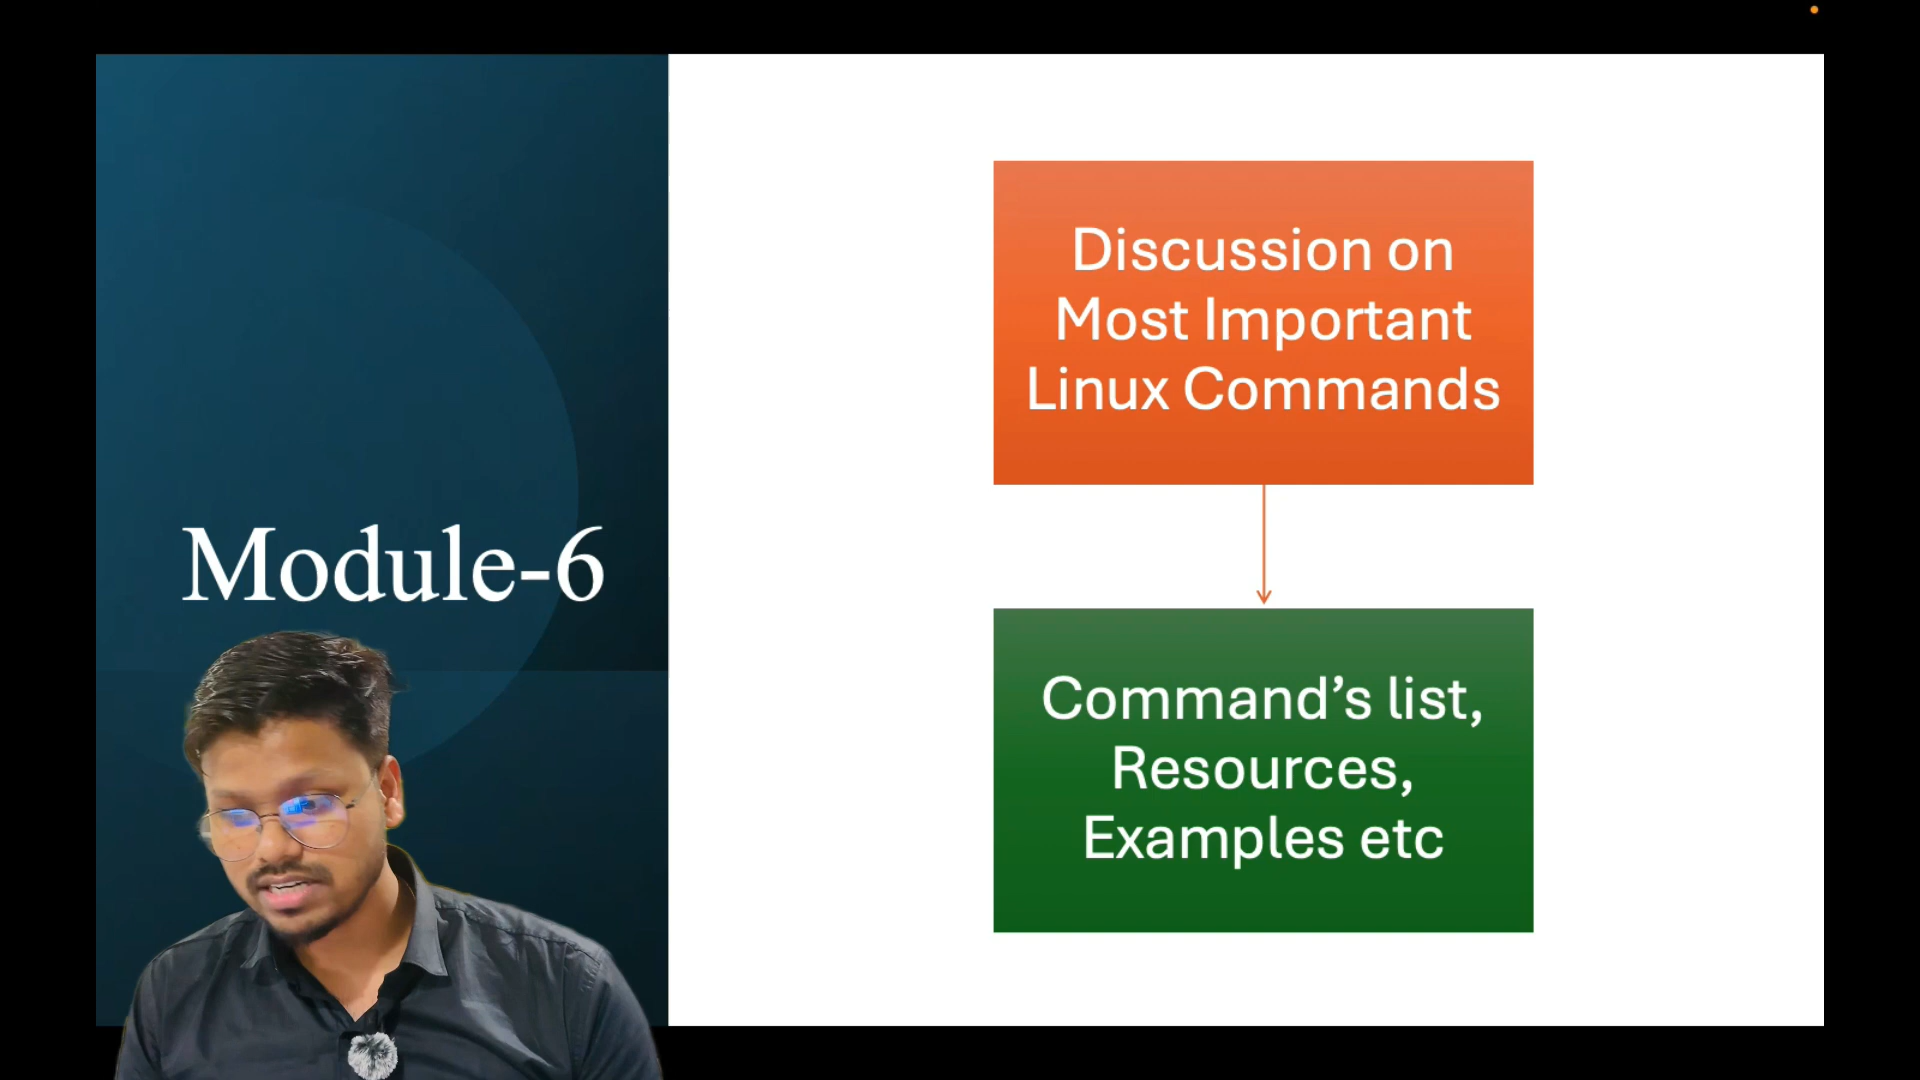 Module-6
Discussion on
Most Important
Linux Commands
Command’s list,
Resources,
Examples etc